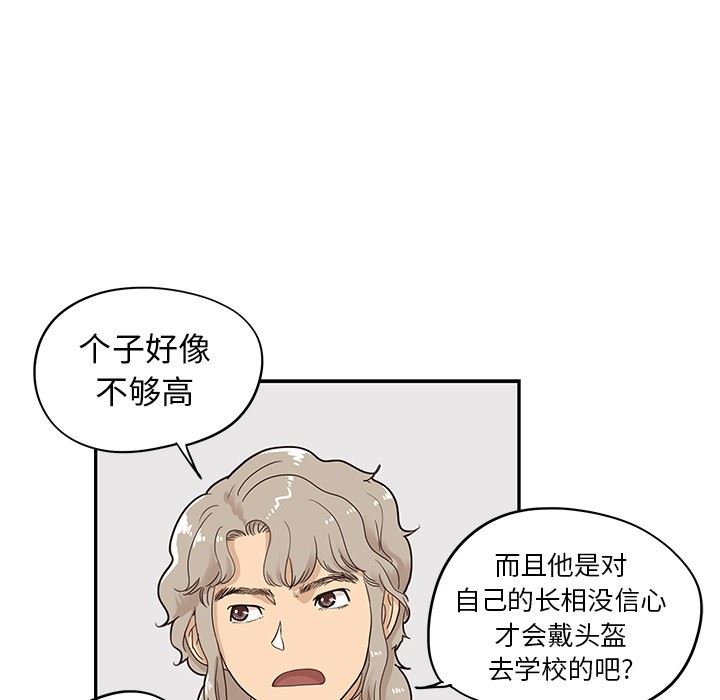 个子好像
不够高
而且他是对
自己的长相没信心
才会戴头盔
去学校的吧?